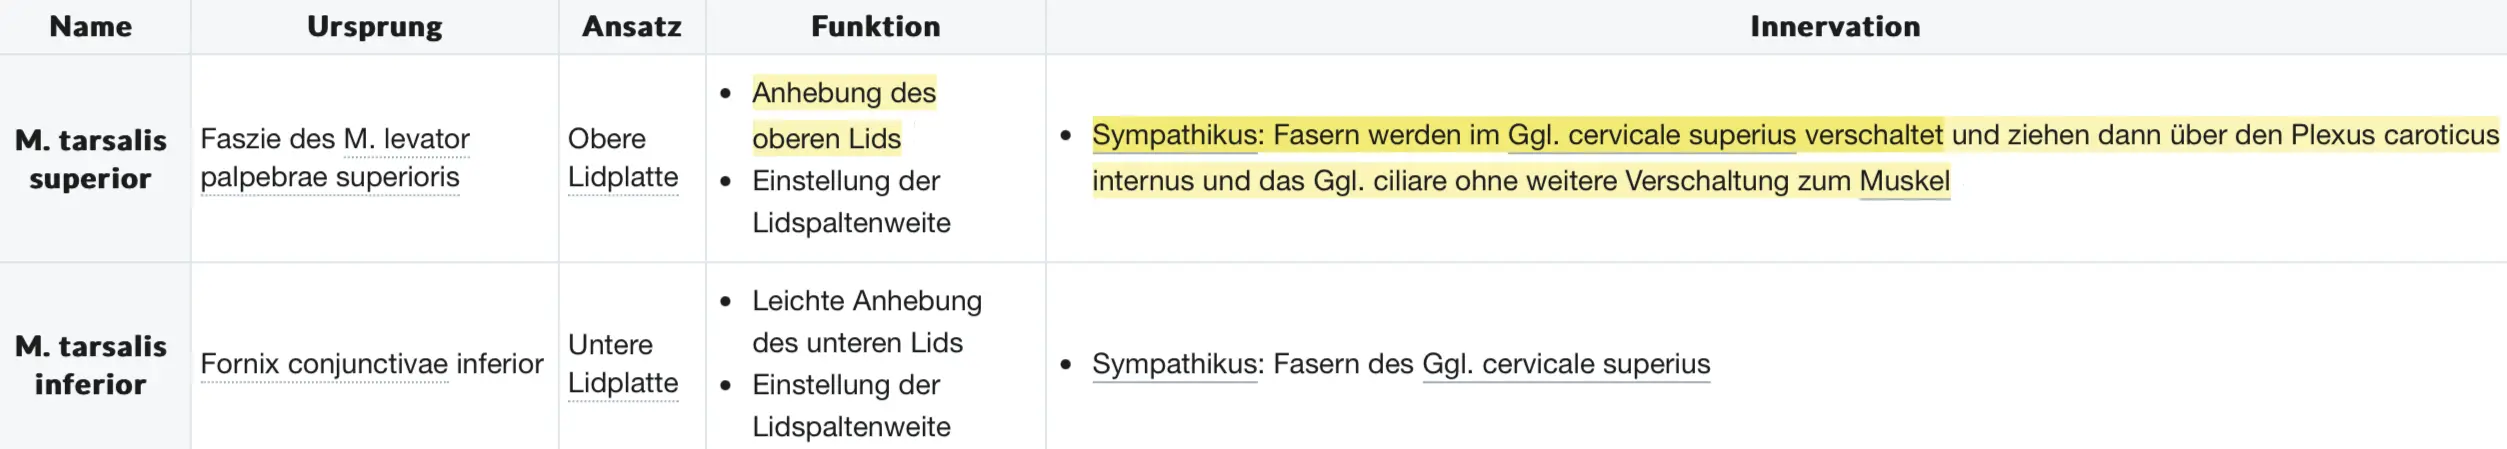 Name Ursprung Ansatz Funktion Innervation
M. tarsalis
superior
Faszie des M. levator
palpebrae superioris
Obere
Lidplatte
Anhebung des
oberen Lids
Einstellung der
Lidspaltenweite
Sympathikus: Fasern werden im Ggl. cervicale superius verschaltet und ziehen dann über den Plexus caroticus
internus und das Ggl. ciliare ohne weitere Verschaltung zum Muskel
M. tarsalis
inferior
Fornix conjunctivae inferior
Untere
Lidplatte
Leichte Anhebung
des unteren Lids
Einstellung der
Lidspaltenweite
Sympathikus: Fasern des Ggl. cervicale superius